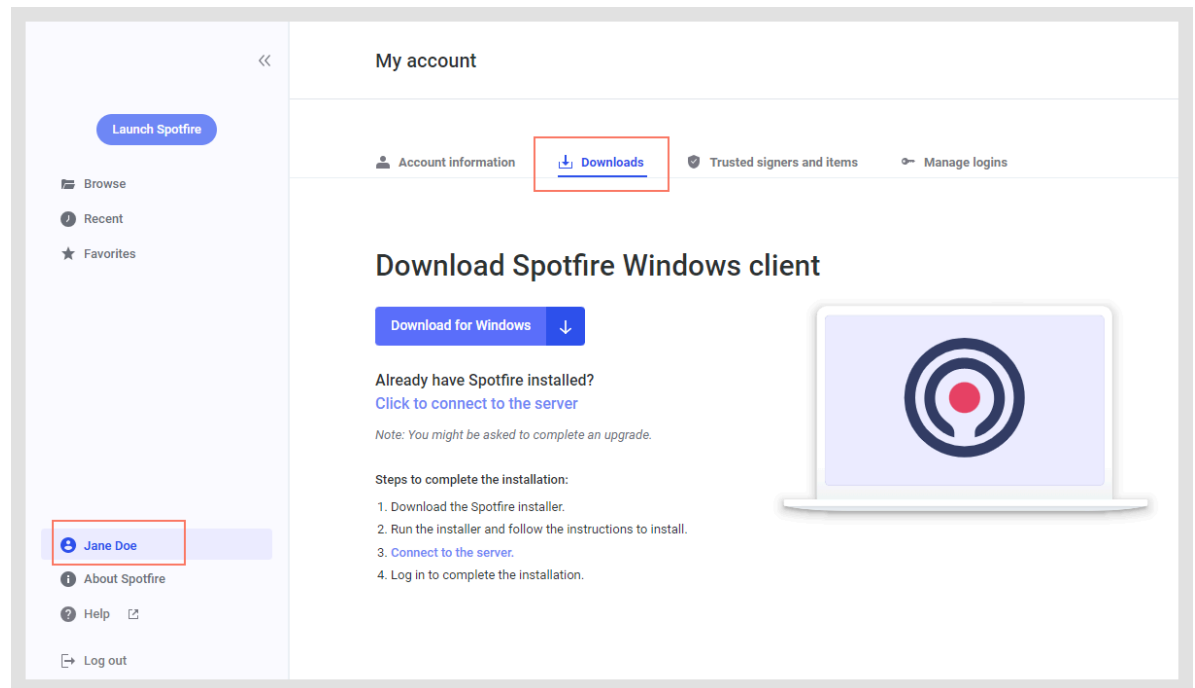 My account
Launch Spotfire
Browse
Recent
Favorites
Jane Doe
About Spotfire
Help
Log out
Account information
Downloads
Trusted signers and items
Manage logins
Download Spotfire Windows client
Download for Windows
Already have Spotfire installed?
Click to connect to the server
Note: You might be asked to complete an upgrade.
Steps to complete the installation:
1. Download the Spotfire installer.
2. Run the installer and follow the instructions to install.
3. Connect to the server.
4. Log in to complete the installation.